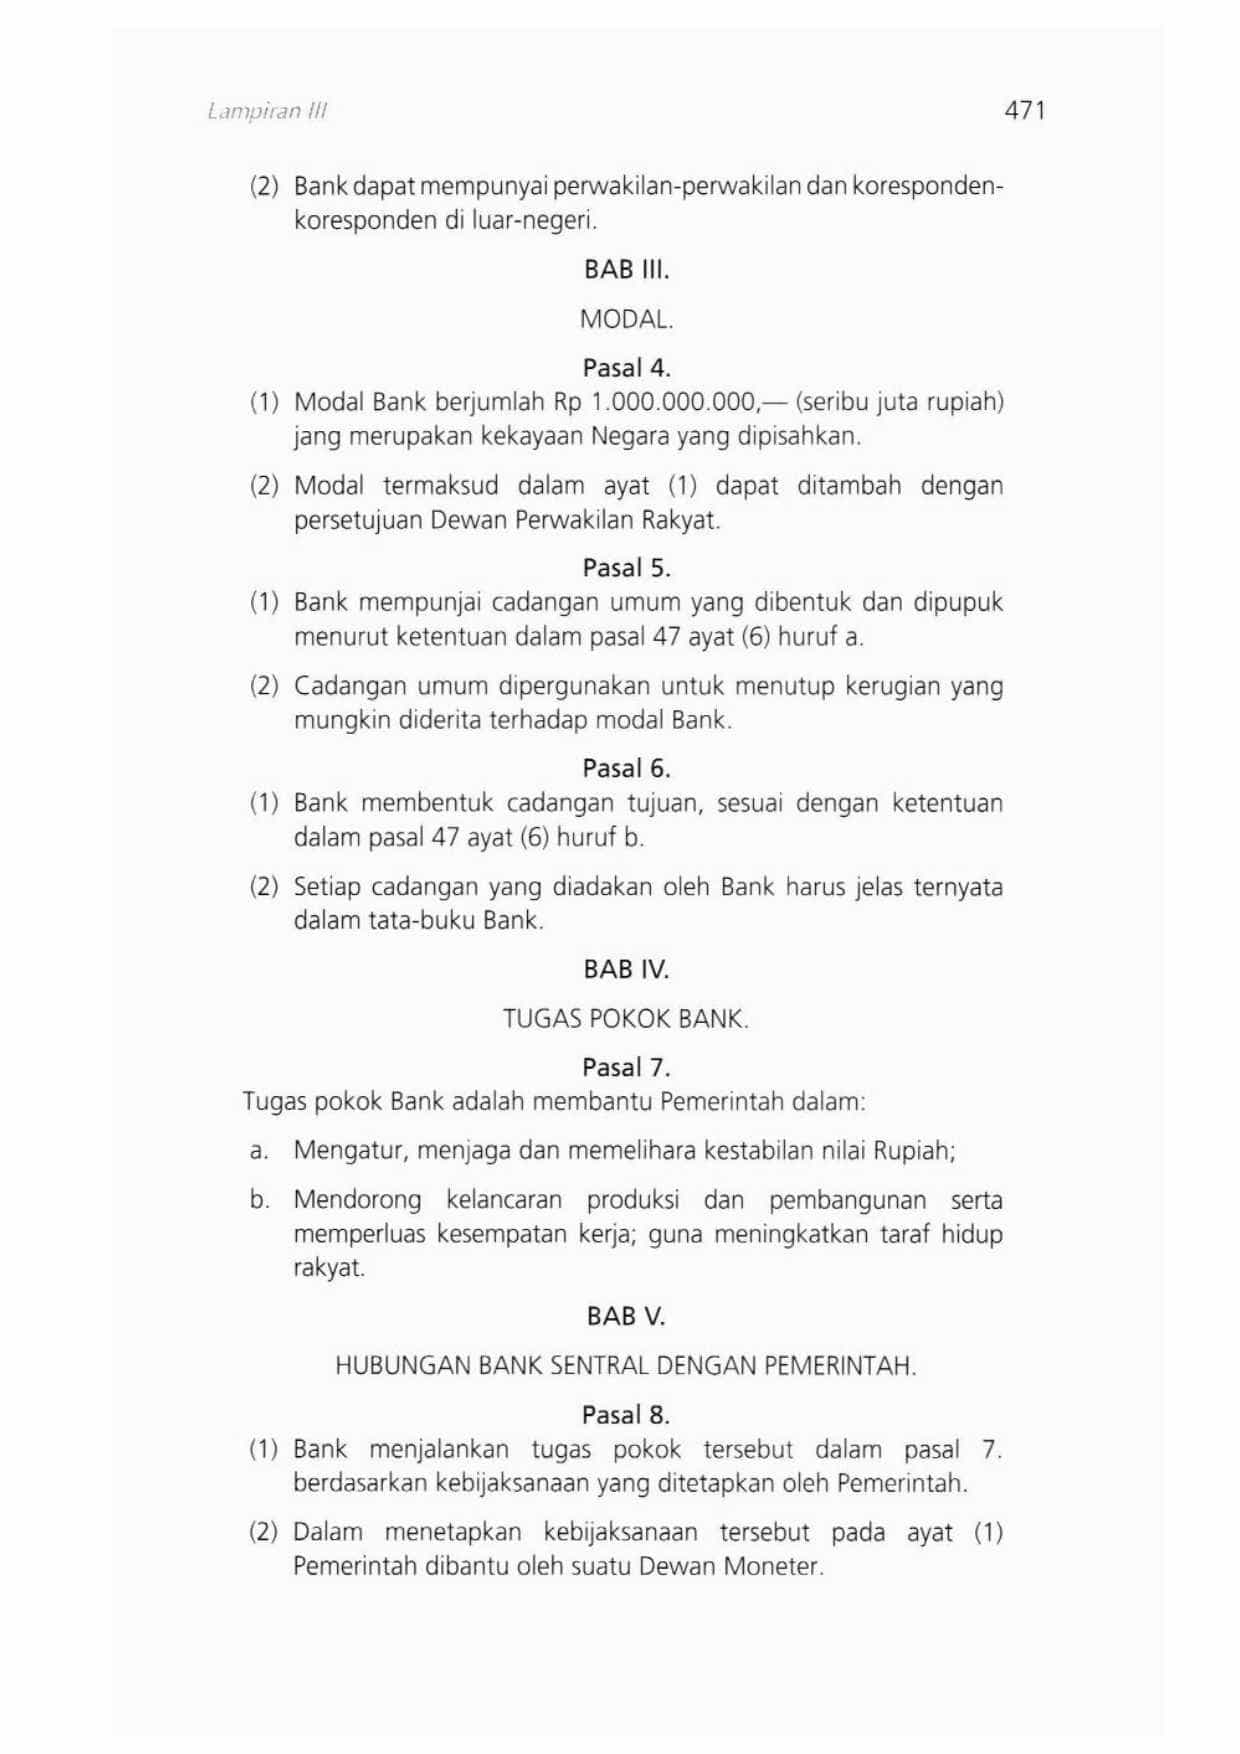 Lampiran III
471
(2) Bank dapat mempunyai perwakilan-perwakilan dan koresponden-
koresponden di luar-negeri.
BAB III.
MODAL.
Pasal 4.
(1) Modal Bank berjumlah Rp 1.000.000.000,— (seribu juta rupiah)
jang merupakan kekayaan Negara yang dipisahkan.
(2) Modal termaksud dalam ayat (1) dapat ditambah dengan
persetujuan Dewan Perwakilan Rakyat.
Pasal 5.
(1) Bank mempunjai cadangan umum yang dibentuk dan dipupuk
menurut ketentuan dalam pasal 47 ayat (6) huruf a.
(2) Cadangan umum dipergunakan untuk menutup kerugian yang
mungkin diderita terhadap modal Bank.
Pasal 6.
(1) Bank membentuk cadangan tujuan, sesuai dengan ketentuan
dalam pasal 47 ayat (6) huruf b.
(2) Setiap cadangan yang diadakan oleh Bank harus jelas ternyata
dalam tata-buku Bank.
BAB IV.
TUGAS POKOK BANK.
Pasal 7.
Tugas pokok Bank adalah membantu Pemerintah dalam:
a. Mengatur, menjaga dan memelihara kestabilan nilai Rupiah;
b. Mendorong kelancaran produksi dan pembangunan serta
memperluas kesempatan kerja; guna meningkatkan taraf hidup
rakyat.
BAB V.
HUBUNGAN BANK SENTRAL DENGAN PEMERINTAH.
Pasal 8.
(1) Bank menjalankan tugas pokok tersebut dalam pasal 7.
berdasarkan kebijaksanaan yang ditetapkan oleh Pemerintah.
(2) Dalam menetapkan kebijaksanaan tersebut pada ayat (1)
Pemerintah dibantu oleh suatu Dewan Moneter.